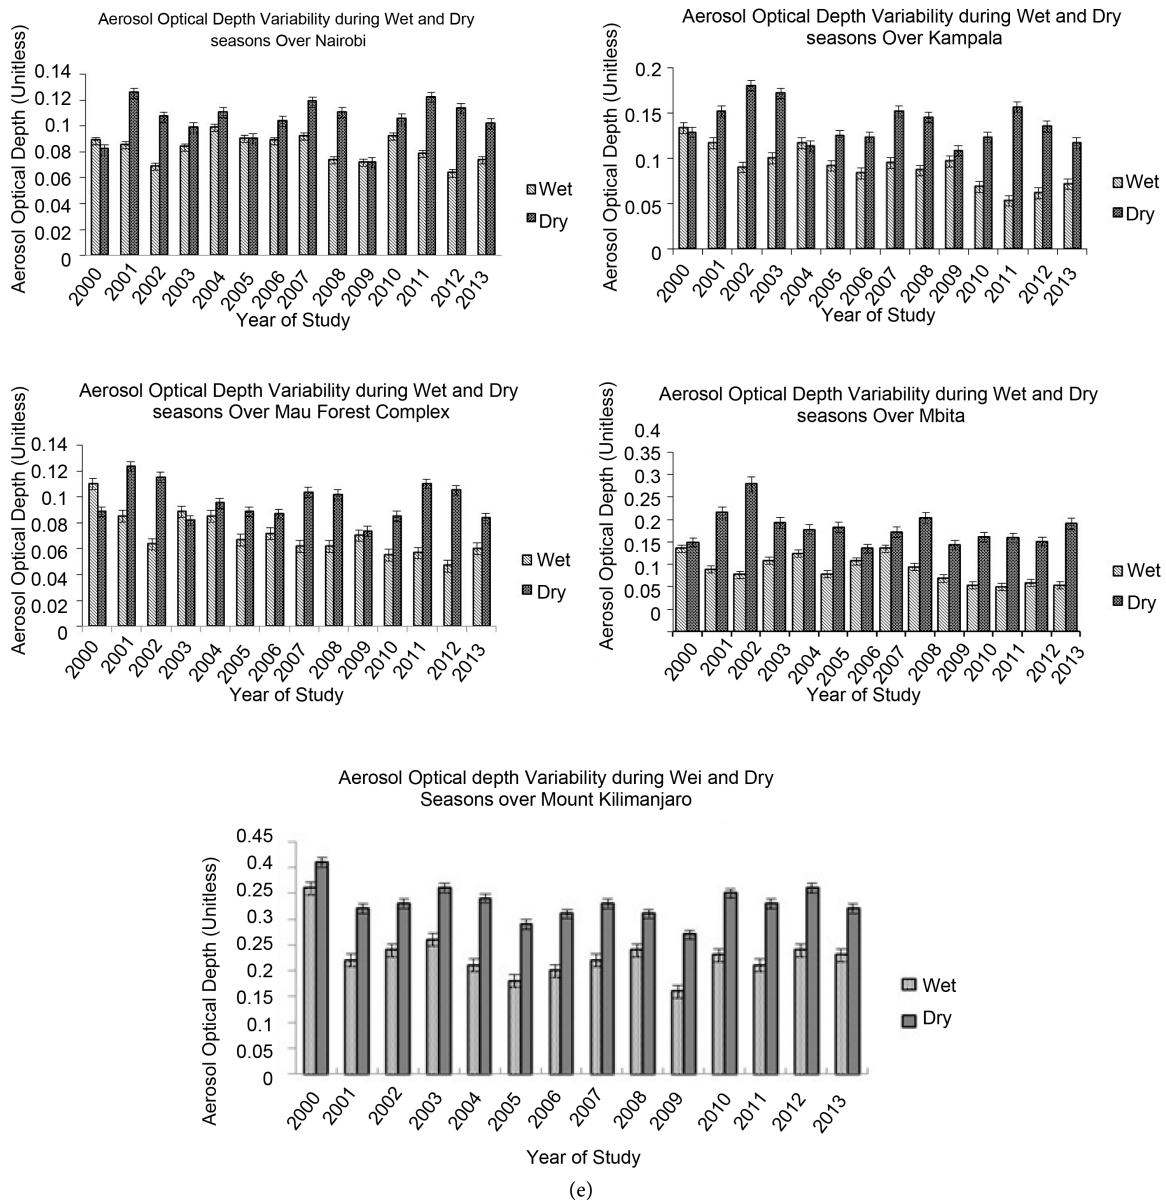 Aerosol Optical Depth Variability during Wet and Dry
seasons Over Nairobi
Aerosol Optical Depth (Unitless)
0.14
0.12
0.1
0.08
0.06
0.04
0.02
0
2000 2001 2002 2003 2004 2005 2006 2007 2008 2009 2010 2011 2012 2013
Year of Study
Wet
Dry
Aerosol Optical Depth Variability during Wet and Dry
seasons Over Kampala
Aerosol Optical Depth (Unitless)
0.2
0.15
0.1
0.05
0
2000 2001 2002 2003 2004 2005 2006 2007 2008 2009 2010 2011 2012 2013
Year of Study
Wet
Dry
Aerosol Optical Depth Variability during Wet and Dry
seasons Over Mau Forest Complex
Aerosol Optical Depth (Unitless)
0.14
0.12
0.1
0.08
0.06
0.04
0.02
0
2000 2001 2002 2003 2004 2005 2006 2007 2008 2009 2010 2011 2012 2013
Year of Study
Wet
Dry
Aerosol Optical Depth Variability during Wet and Dry
seasons Over Mbita
Aerosol Optical Depth (Unitless)
0.4
0.35
0.3
0.25
0.2
0.15
0.1
0.05
0
2000 2001 2002 2003 2004 2005 2006 2007 2008 2009 2010 2011 2012 2013
Year of Study
Wet
Dry
Aerosol Optical depth Variability during Wei and Dry
Seasons over Mount Kilimanjaro
Aerosol Optical Depth (Unitless)
0.45
0.4
0.25
0.3
0.25
0.2
0.15
0.1
0.05
0
2000 2001 2002 2003 2004 2005 2006 2007 2008 2009 2010 2011 2012 2013
Year of Study
Wet
Dry
(e)